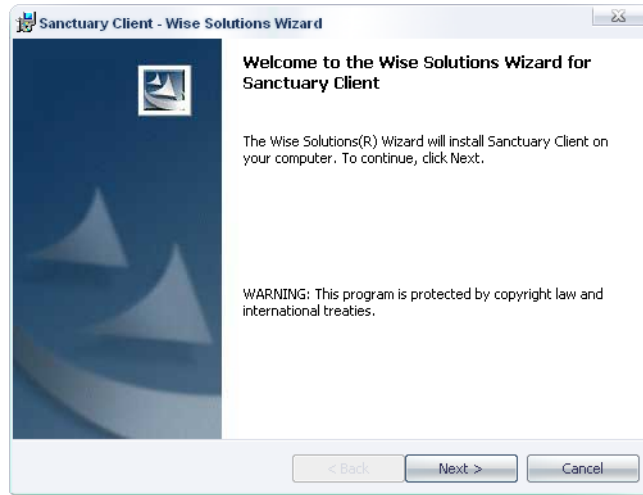 Sanctuary Client - Wise Solutions Wizard
Welcome to the Wise Solutions Wizard for
Sanctuary Client
The Wise Solutions(R) Wizard will install Sanctuary Client on
your computer. To continue, click Next.
WARNING: This program is protected by copyright law and
international treaties.
< Back
Next >
Cancel